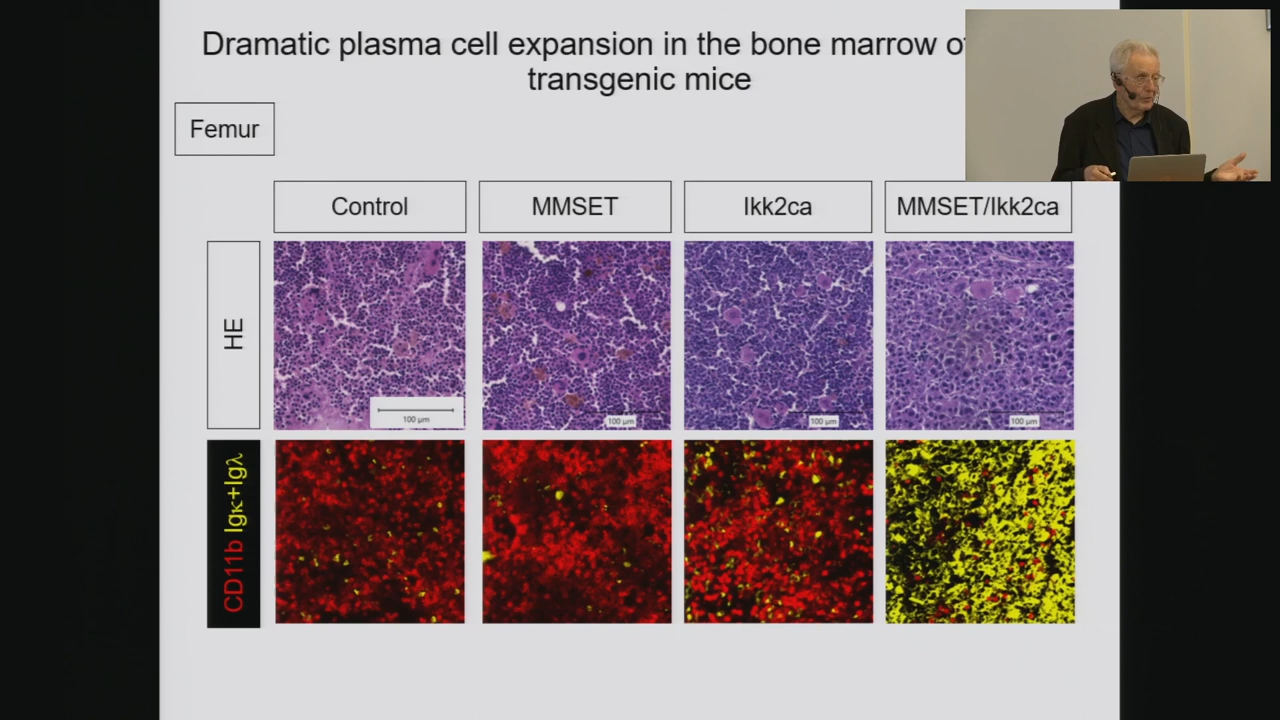 Dramatic plasma cell expansion in the bone marrow
transgenic mice
Femur
Control
MMSET
Ikk2ca
MMSET/Ikk2ca
HE
100 µm
100 µm
100 µm
100 µm
CD11b Igκ+Igλ